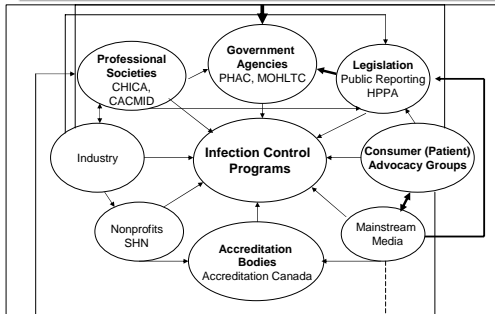 Government
Agencies
PHAC, MOHLTC
Professional
Societies
CHICA,
CACMID
Legislation
Public Reporting
HPPA
Industry
Infection Control
Programs
Consumer (Patient)
Advocacy Groups
Nonprofits
SHN
Accreditation
Bodies
Accreditation Canada
Mainstream
Media